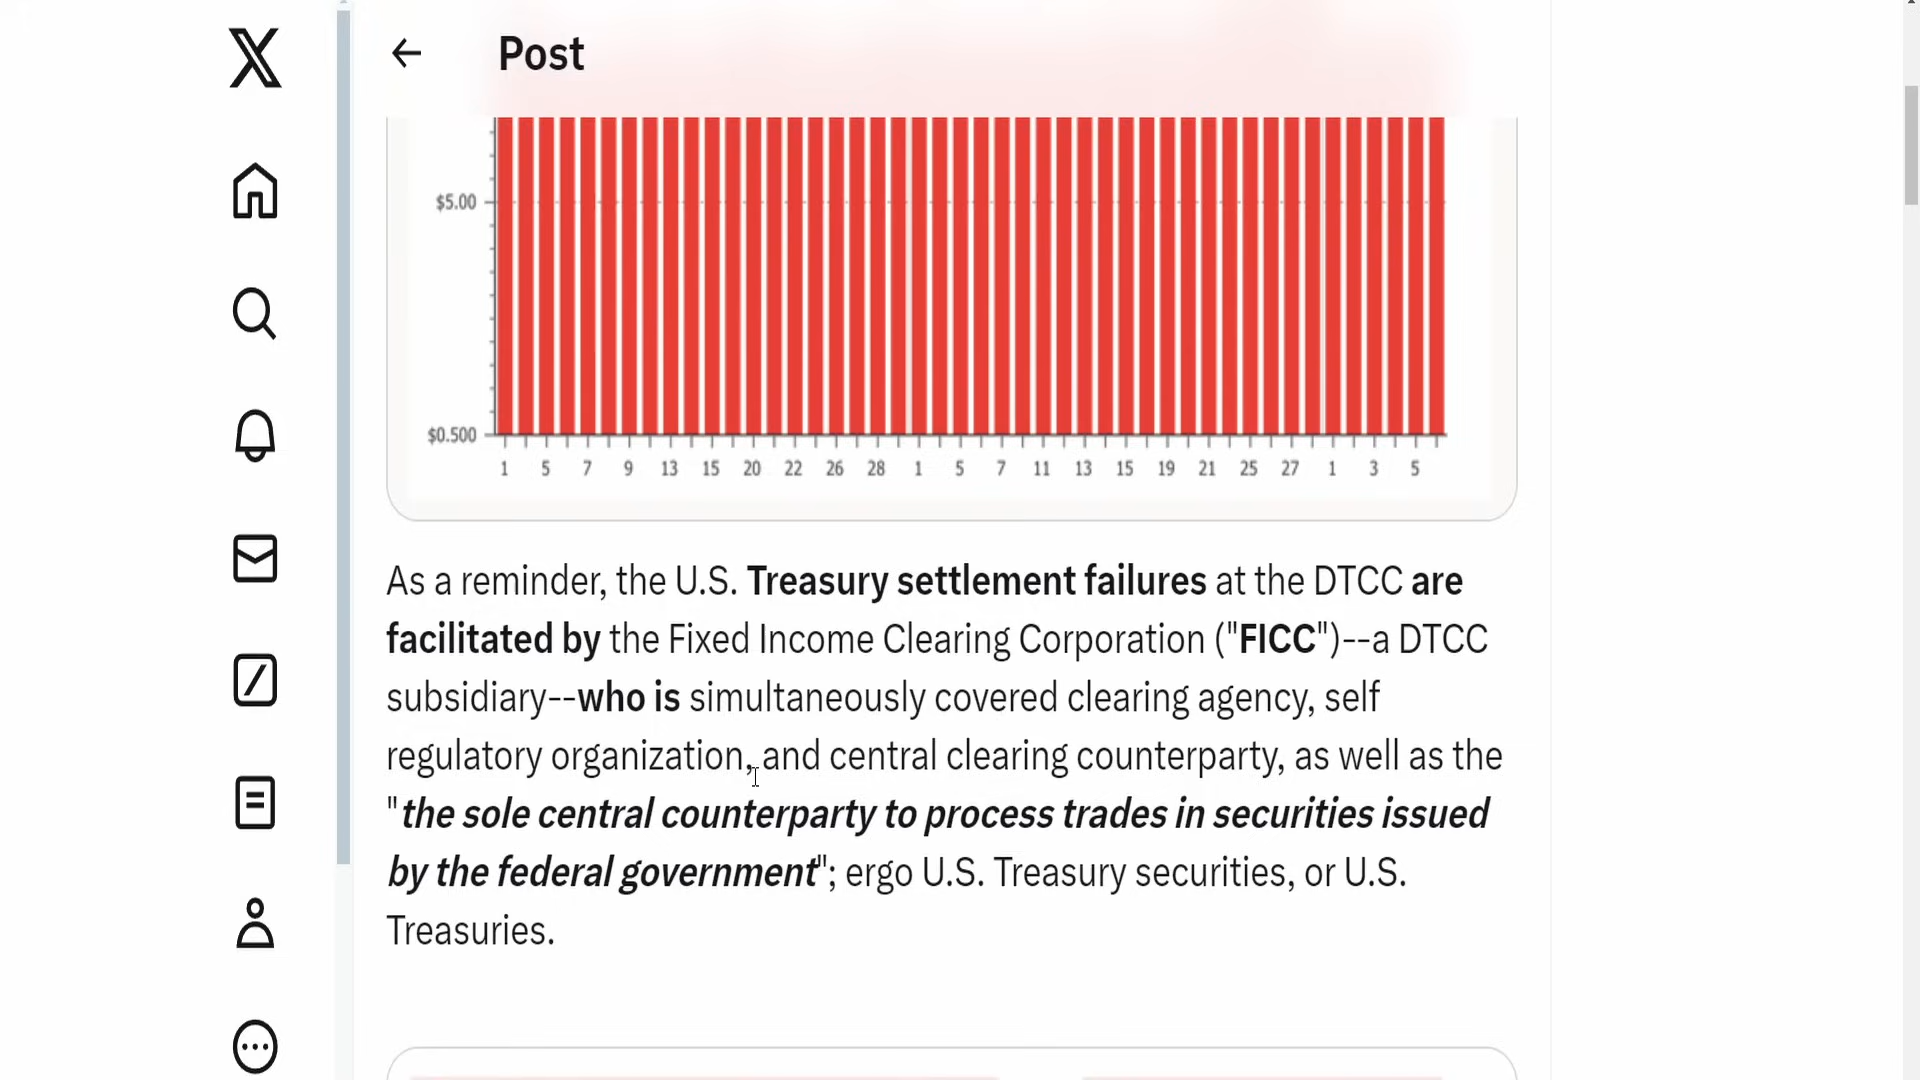 Post
$5.00
$0.500
1 5 7 9 13 15 20 22 26 28 1 5 7 11 13 15 19 21 25 27 1 3 5
As a reminder, the U.S. Treasury settlement failures at the DTCC are
facilitated by the Fixed Income Clearing Corporation ("FICC")--a DTCC
subsidiary--who is simultaneously covered clearing agency, self
regulatory organization, and central clearing counterparty, as well as the
"the sole central counterparty to process trades in securities issued
by the federal government"; ergo U.S. Treasury securities, or U.S.
Treasuries.